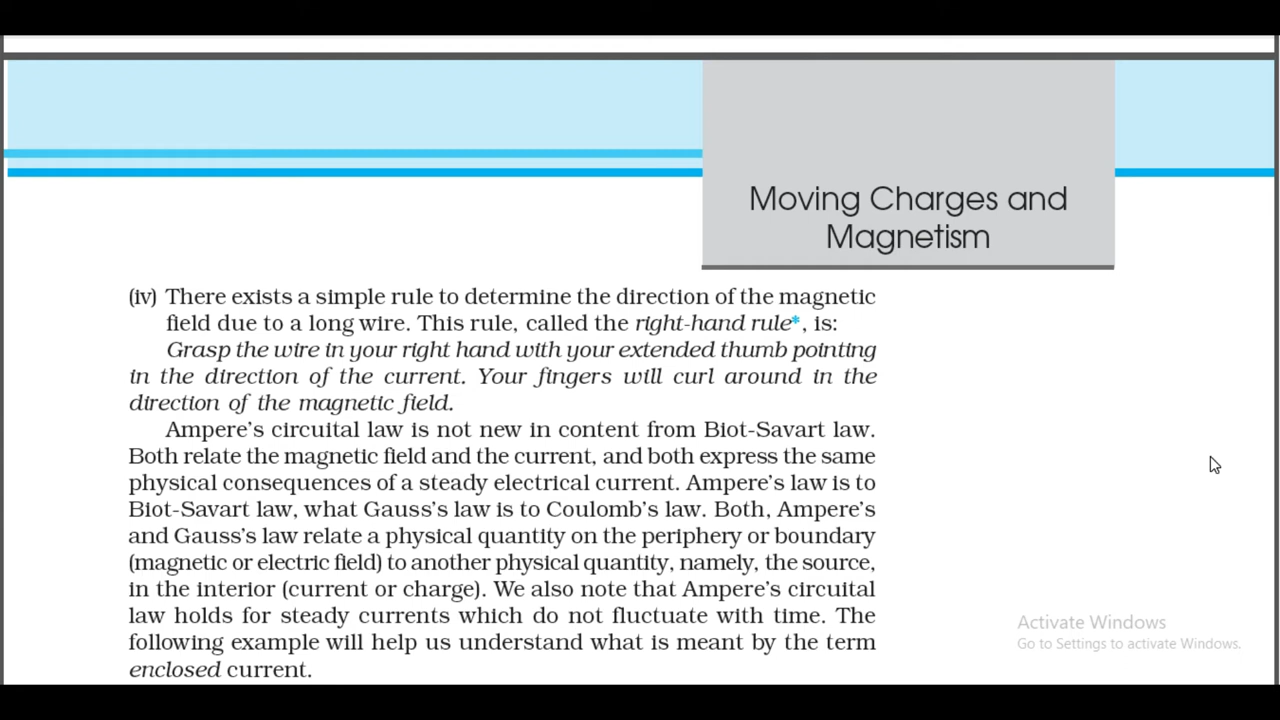 Moving Charges and
Magnetism
(iv) There exists a simple rule to determine the direction of the magnetic
field due to a long wire. This rule, called the right-hand rule*, is:
Grasp the wire in your right hand with your extended thumb pointing
in the direction of the current. Your fingers will curl around in the
direction of the magnetic field.
Ampere's circuital law is not new in content from Biot-Savart law.
Both relate the magnetic field and the current, and both express the same
physical consequences of a steady electrical current. Ampere's law is to
Biot-Savart law, what Gauss's law is to Coulomb's law. Both, Ampere's
and Gauss's law relate a physical quantity on the periphery or boundary
(magnetic or electric field) to another physical quantity, namely, the source,
in the interior (current or charge). We also note that Ampere's circuital
law holds for steady currents which do not fluctuate with time. The
following example will help us understand what is meant by the term
enclosed current.
Activate Windows
Go to Settings to activate Windows.